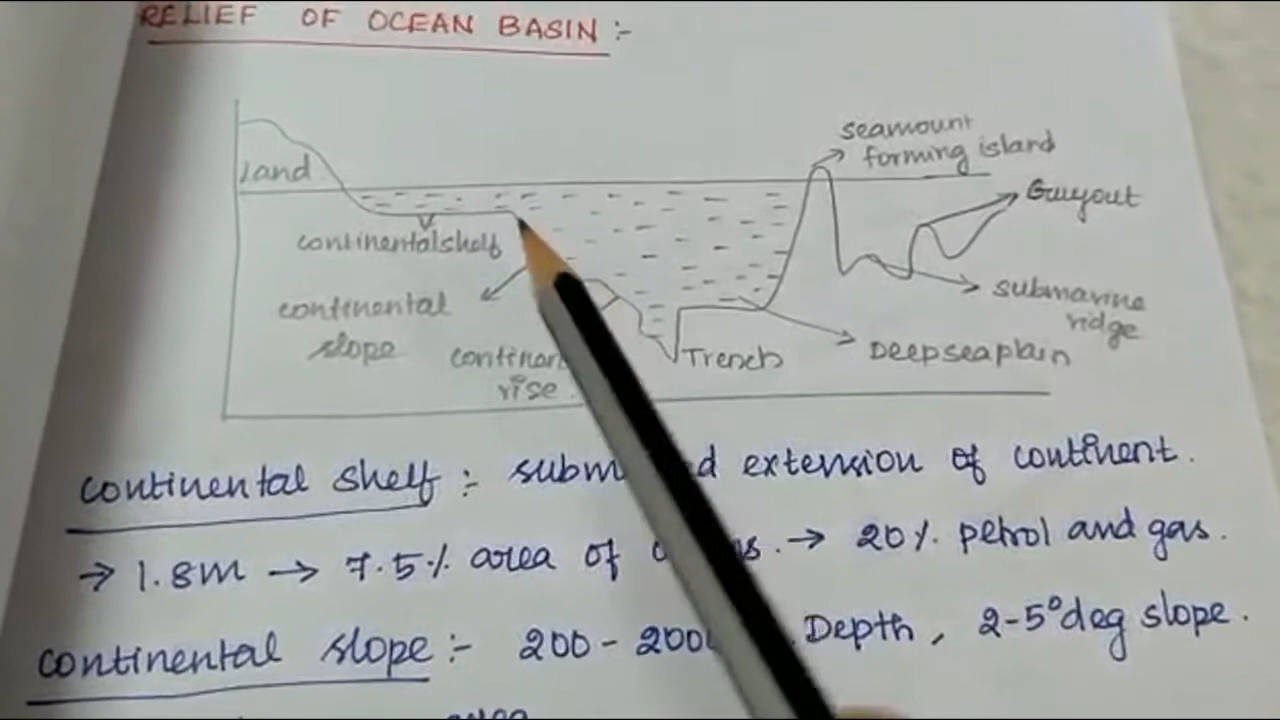 RELIEF OF OCEAN BASIN :-
seamount
forming island
Land
Guyout
continental shelf
submarine
ridge
continental
slope
Trench
Deepseaplain
rise
continental shelf :- extension of continent.
→ 1.8m → 7.5% area of → 20% petrol and gas.
continental slope :- 200 - Depth, 2-5° deg slope.